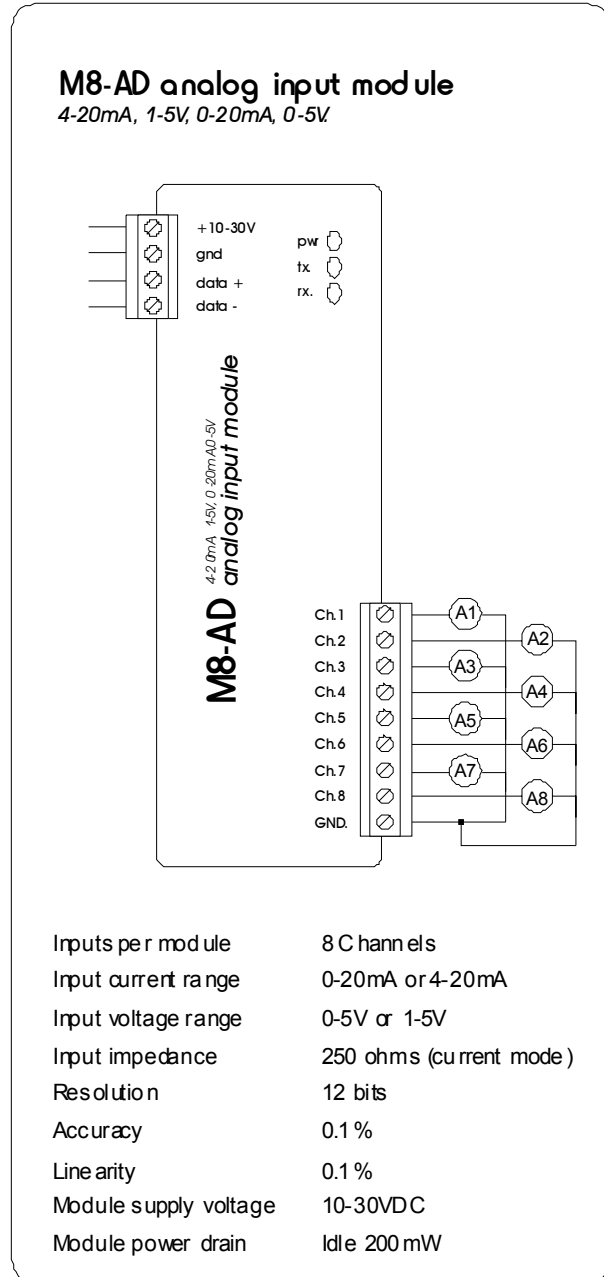 M8-AD analog input module
4-20mA, 1-5V, 0-20mA, 0-5V.
+10-30V
gnd
data +
data -
pwr
tx.
rx.
M8-AD
4-20mA 1-5V, 0-20mA,0-5V
analog input module
Ch.1
Ch.2
Ch.3
Ch.4
Ch.5
Ch.6
Ch.7
Ch.8
GND.
A1
A2
A3
A4
A5
A6
A7
A8
Inputs per module 8 Channels
Input current range 0-20mA or 4-20mA
Input voltage range 0-5V or 1-5V
Input impedance 250 ohms (current mode)
Resolution 12 bits
Accuracy 0.1%
Linearity 0.1%
Module supply voltage 10-30VDC
Module power drain Idle 200mW